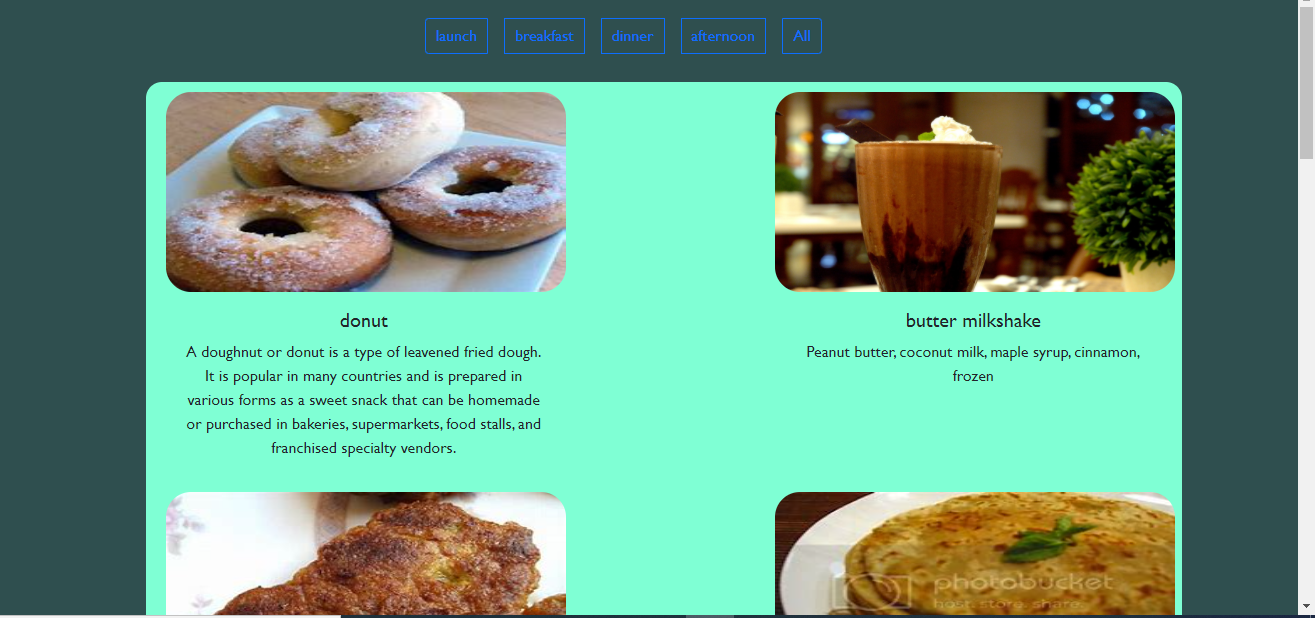 launch
breakfast
dinner
afternoon
All
donut
A doughnut or donut is a type of leavened fried dough.
It is popular in many countries and is prepared in
various forms as a sweet snack that can be homemade
or purchased in bakeries, supermarkets, food stalls, and
franchised specialty vendors.
butter milkshake
Peanut butter, coconut milk, maple syrup, cinnamon,
frozen
photobucket
host. store. share.